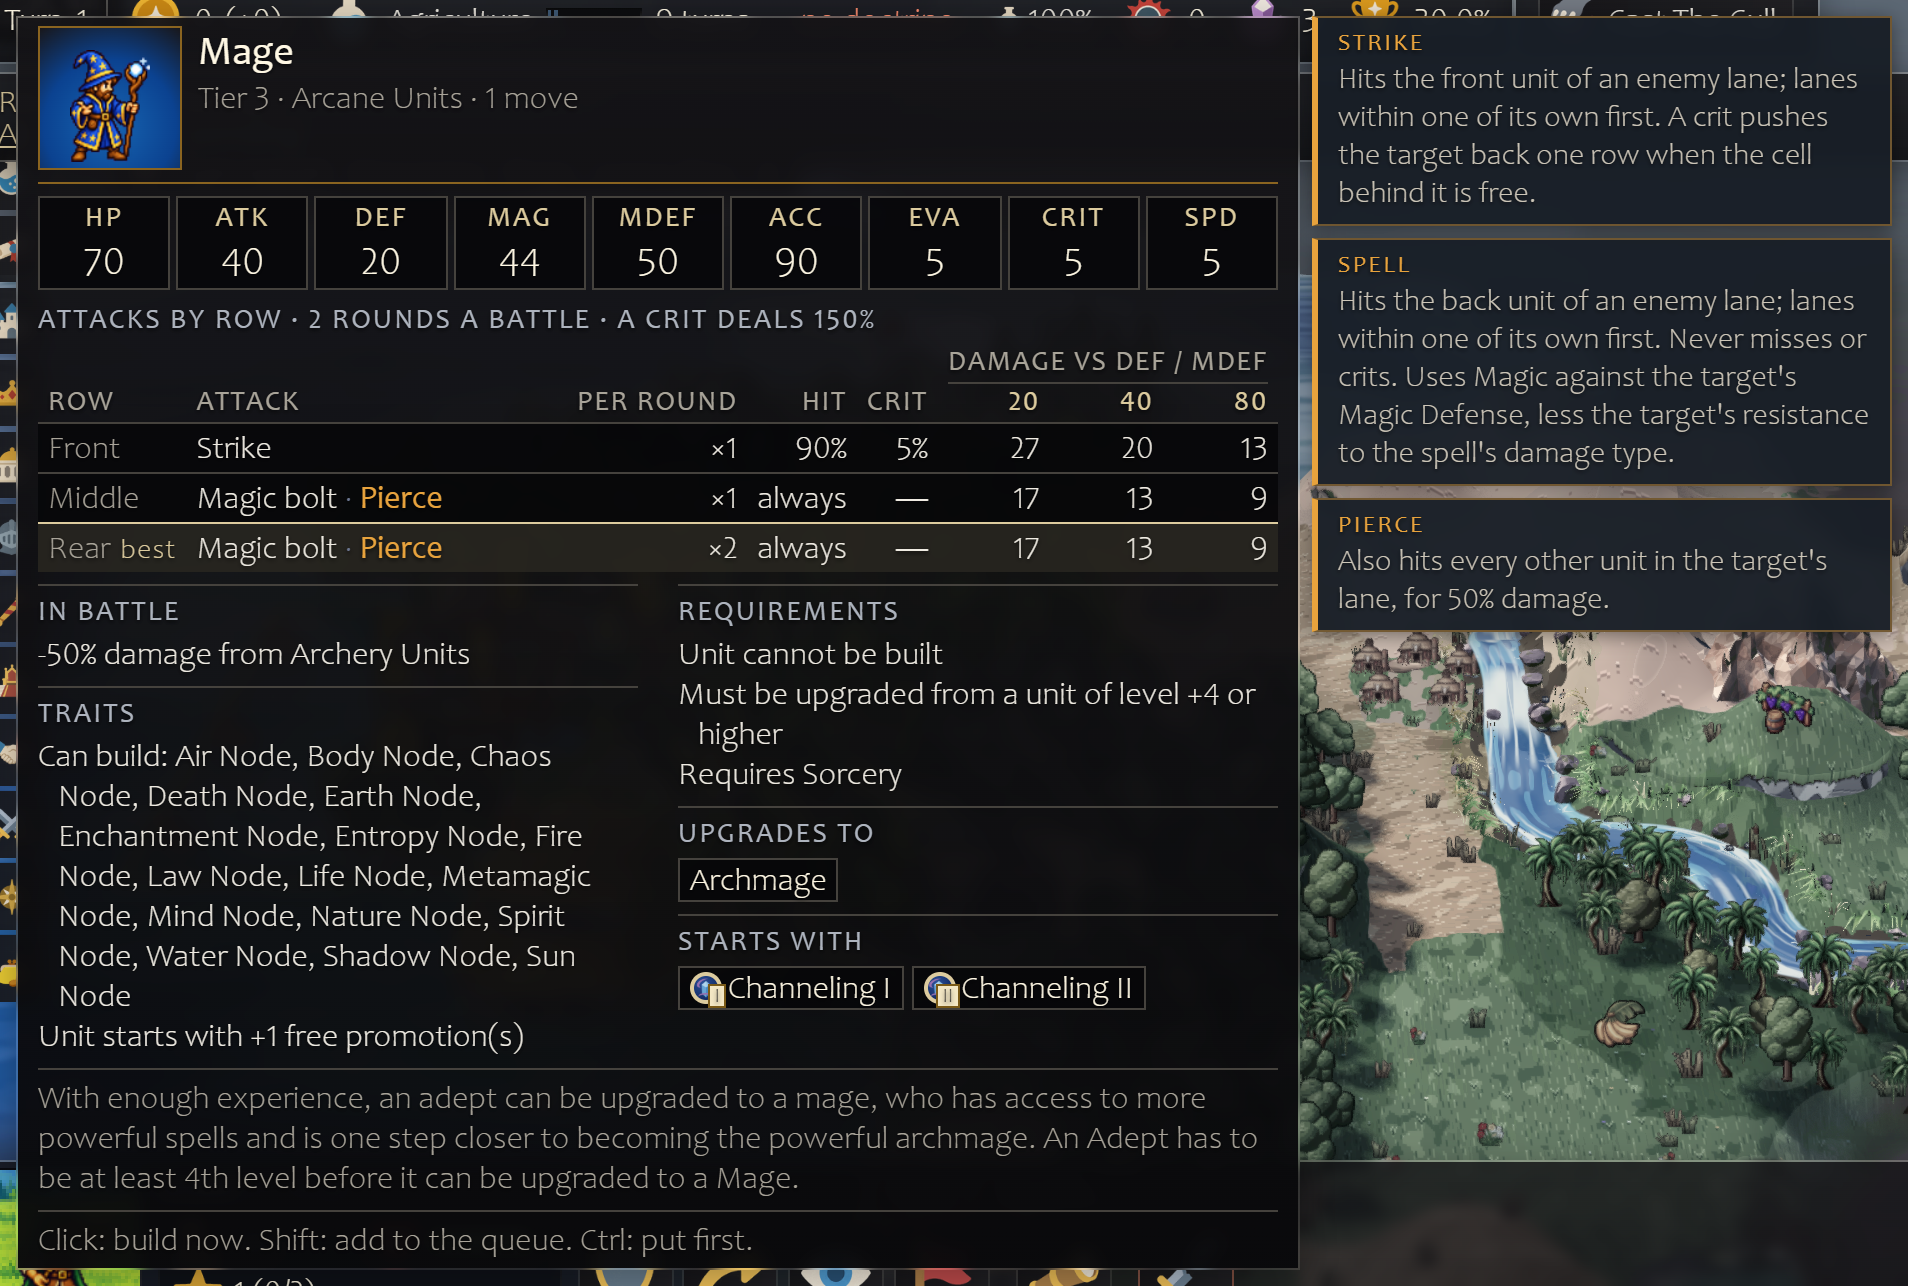 Mage
Tier 3 · Arcane Units · 1 move
HP ATK DEF MAG MDEF ACC EVA CRIT SPD
70 40 20 44 50 90 5 5 5
ATTACKS BY ROW · 2 ROUNDS A BATTLE · A CRIT DEALS 150%
DAMAGE VS DEF / MDEF
ROW ATTACK PER ROUND HIT CRIT 20 40 80
Front Strike ×1 90% 5% 27 20 13
Middle Magic bolt · Pierce ×1 always — 17 13 9
Rear best Magic bolt · Pierce ×2 always — 17 13 9
IN BATTLE
-50% damage from Archery Units
TRAITS
Can build: Air Node, Body Node, Chaos
Node, Death Node, Earth Node,
Enchantment Node, Entropy Node, Fire
Node, Law Node, Life Node, Metamagic
Node, Mind Node, Nature Node, Spirit
Node, Water Node, Shadow Node, Sun
Node
Unit starts with +1 free promotion(s)
REQUIREMENTS
Unit cannot be built
Must be upgraded from a unit of level +4 or
higher
Requires Sorcery
UPGRADES TO
Archmage
STARTS WITH
Channeling I Channeling II
With enough experience, an adept can be upgraded to a mage, who has access to more
powerful spells and is one step closer to becoming the powerful archmage. An Adept has to
be at least 4th level before it can be upgraded to a Mage.
Click: build now. Shift: add to the queue. Ctrl: put first.
STRIKE
Hits the front unit of an enemy lane; lanes
within one of its own first. A crit pushes
the target back one row when the cell
behind it is free.
SPELL
Hits the back unit of an enemy lane; lanes
within one of its own first. Never misses or
crits. Uses Magic against the target's
Magic Defense, less the target's resistance
to the spell's damage type.
PIERCE
Also hits every other unit in the target's
lane, for 50% damage.